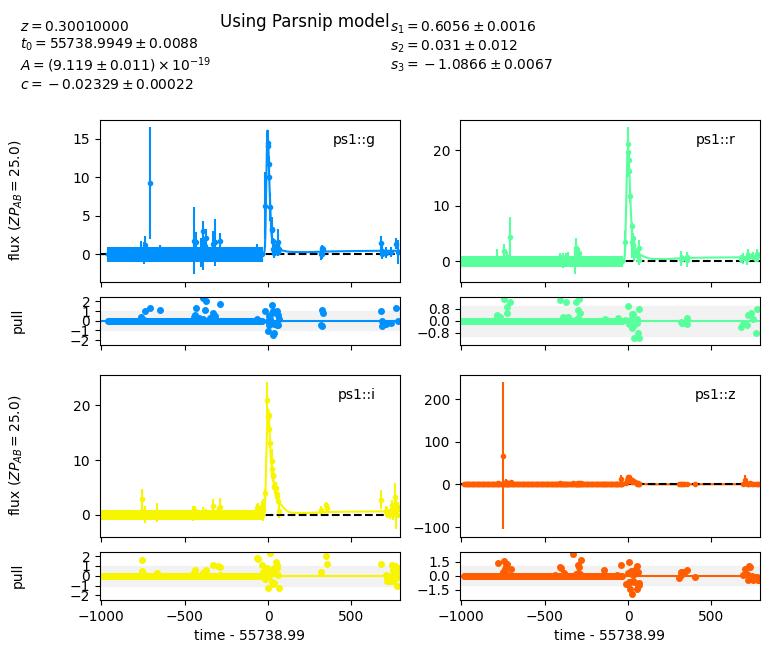 Using Parsnip model
z = 0.30010000
t₀ = 55738.9949 ± 0.0088
A = (9.119 ± 0.011) × 10⁻¹⁹
c = −0.02329 ± 0.00022
s₁ = 0.6056 ± 0.0016
s₂ = 0.031 ± 0.012
s₃ = −1.0866 ± 0.0067
flux (ZP_AB = 25.0)
15
10
5
0
ps1::g
20
10
0
ps1::r
pull
2
1
0
−1
−2
0.8
0.0
−0.8
flux (ZP_AB = 25.0)
20
10
0
ps1::i
200
100
0
−100
ps1::z
pull
2
1
0
−1
−2
1.5
0.0
−1.5
−1000 −500 0 500
−1000 −500 0 500
time - 55738.99
time - 55738.99